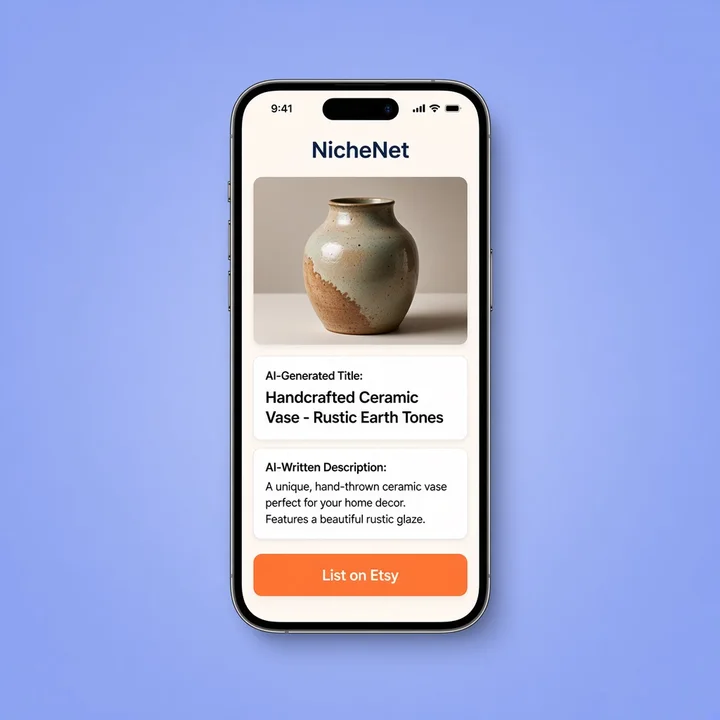 9:41
NicheNet
AI-Generated Title:
Handcrafted Ceramic
Vase - Rustic Earth Tones
AI-Written Description:
A unique, hand-thrown ceramic vase
perfect for your home decor.
Features a beautiful rustic glaze.
List on Etsy